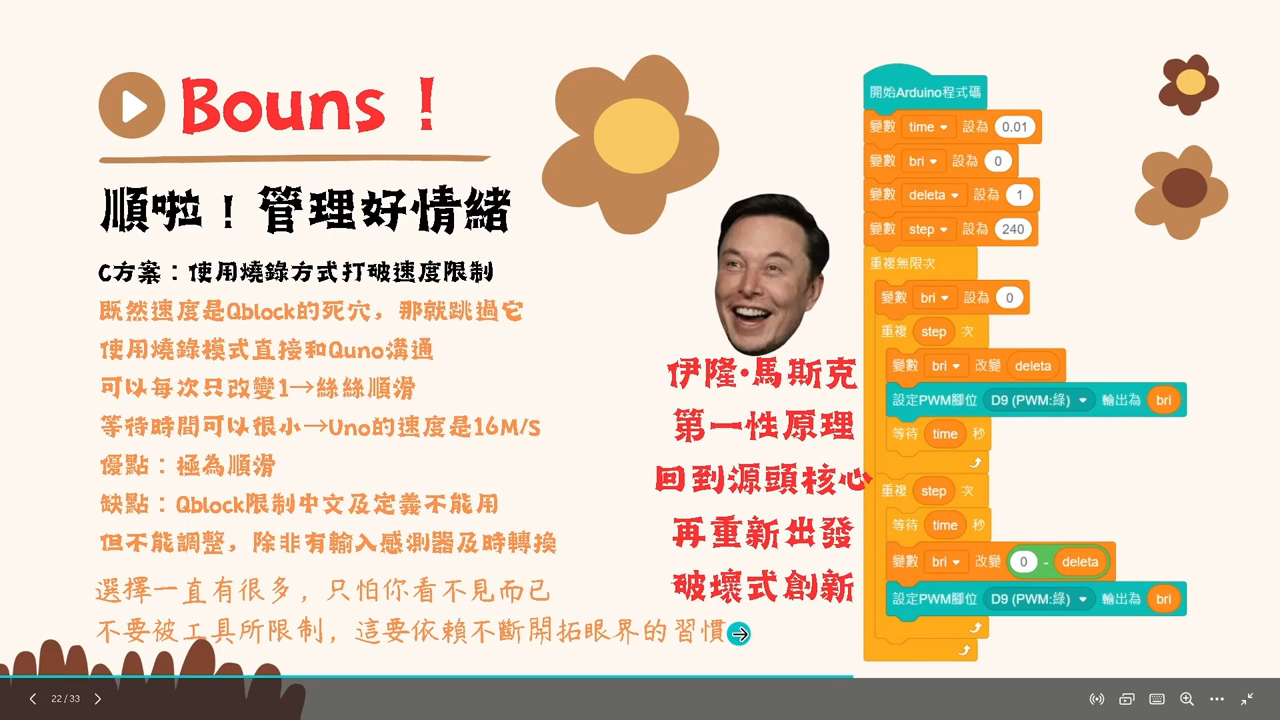 Bouns！
順啦！管理好情緒
C方案：使用燒錄方式打破速度限制
既然速度是Qblock的死穴，那就跳過它
使用燒錄模式直接和Quno溝通
可以每次只改變1→絲絲順滑
等待時間可以很小→Uno的速度是16M/S
優點：極為順滑
缺點：Qblock限制中文及定義不能用
但不能調整，除非有輸入感測器及時轉換
選擇一直有很多，只怕你看不見而已
不要被工具所限制，這要依賴不斷開拓眼界的習慣
伊隆·馬斯克
第一性原理
回到源頭核心
再重新出發
破壞式創新
開始Arduino程式碼
變數 time 設為 0.01
變數 bri 設為 0
變數 deleta 設為 1
變數 step 設為 240
重複無限次
變數 bri 設為 0
重複 step 次
變數 bri 改變 deleta
設定PWM腳位 D9 (PWM:綠) 輸出為 bri
等待 time 秒
重複 step 次
等待 time 秒
變數 bri 改變 0 - deleta
設定PWM腳位 D9 (PWM:綠) 輸出為 bri
22 / 33